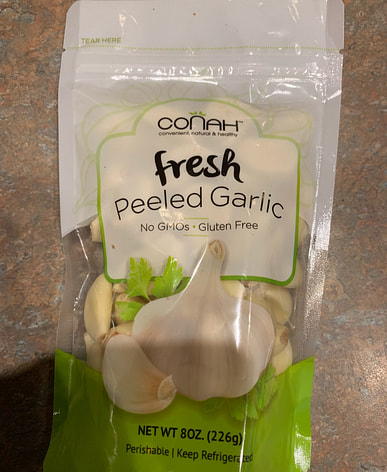 TEAR HERE
CONAH™
convenient, natural & healthy
fresh
Peeled Garlic
No GMOs • Gluten Free
NET WT 8OZ. (226g)
Perishable | Keep Refrigerated